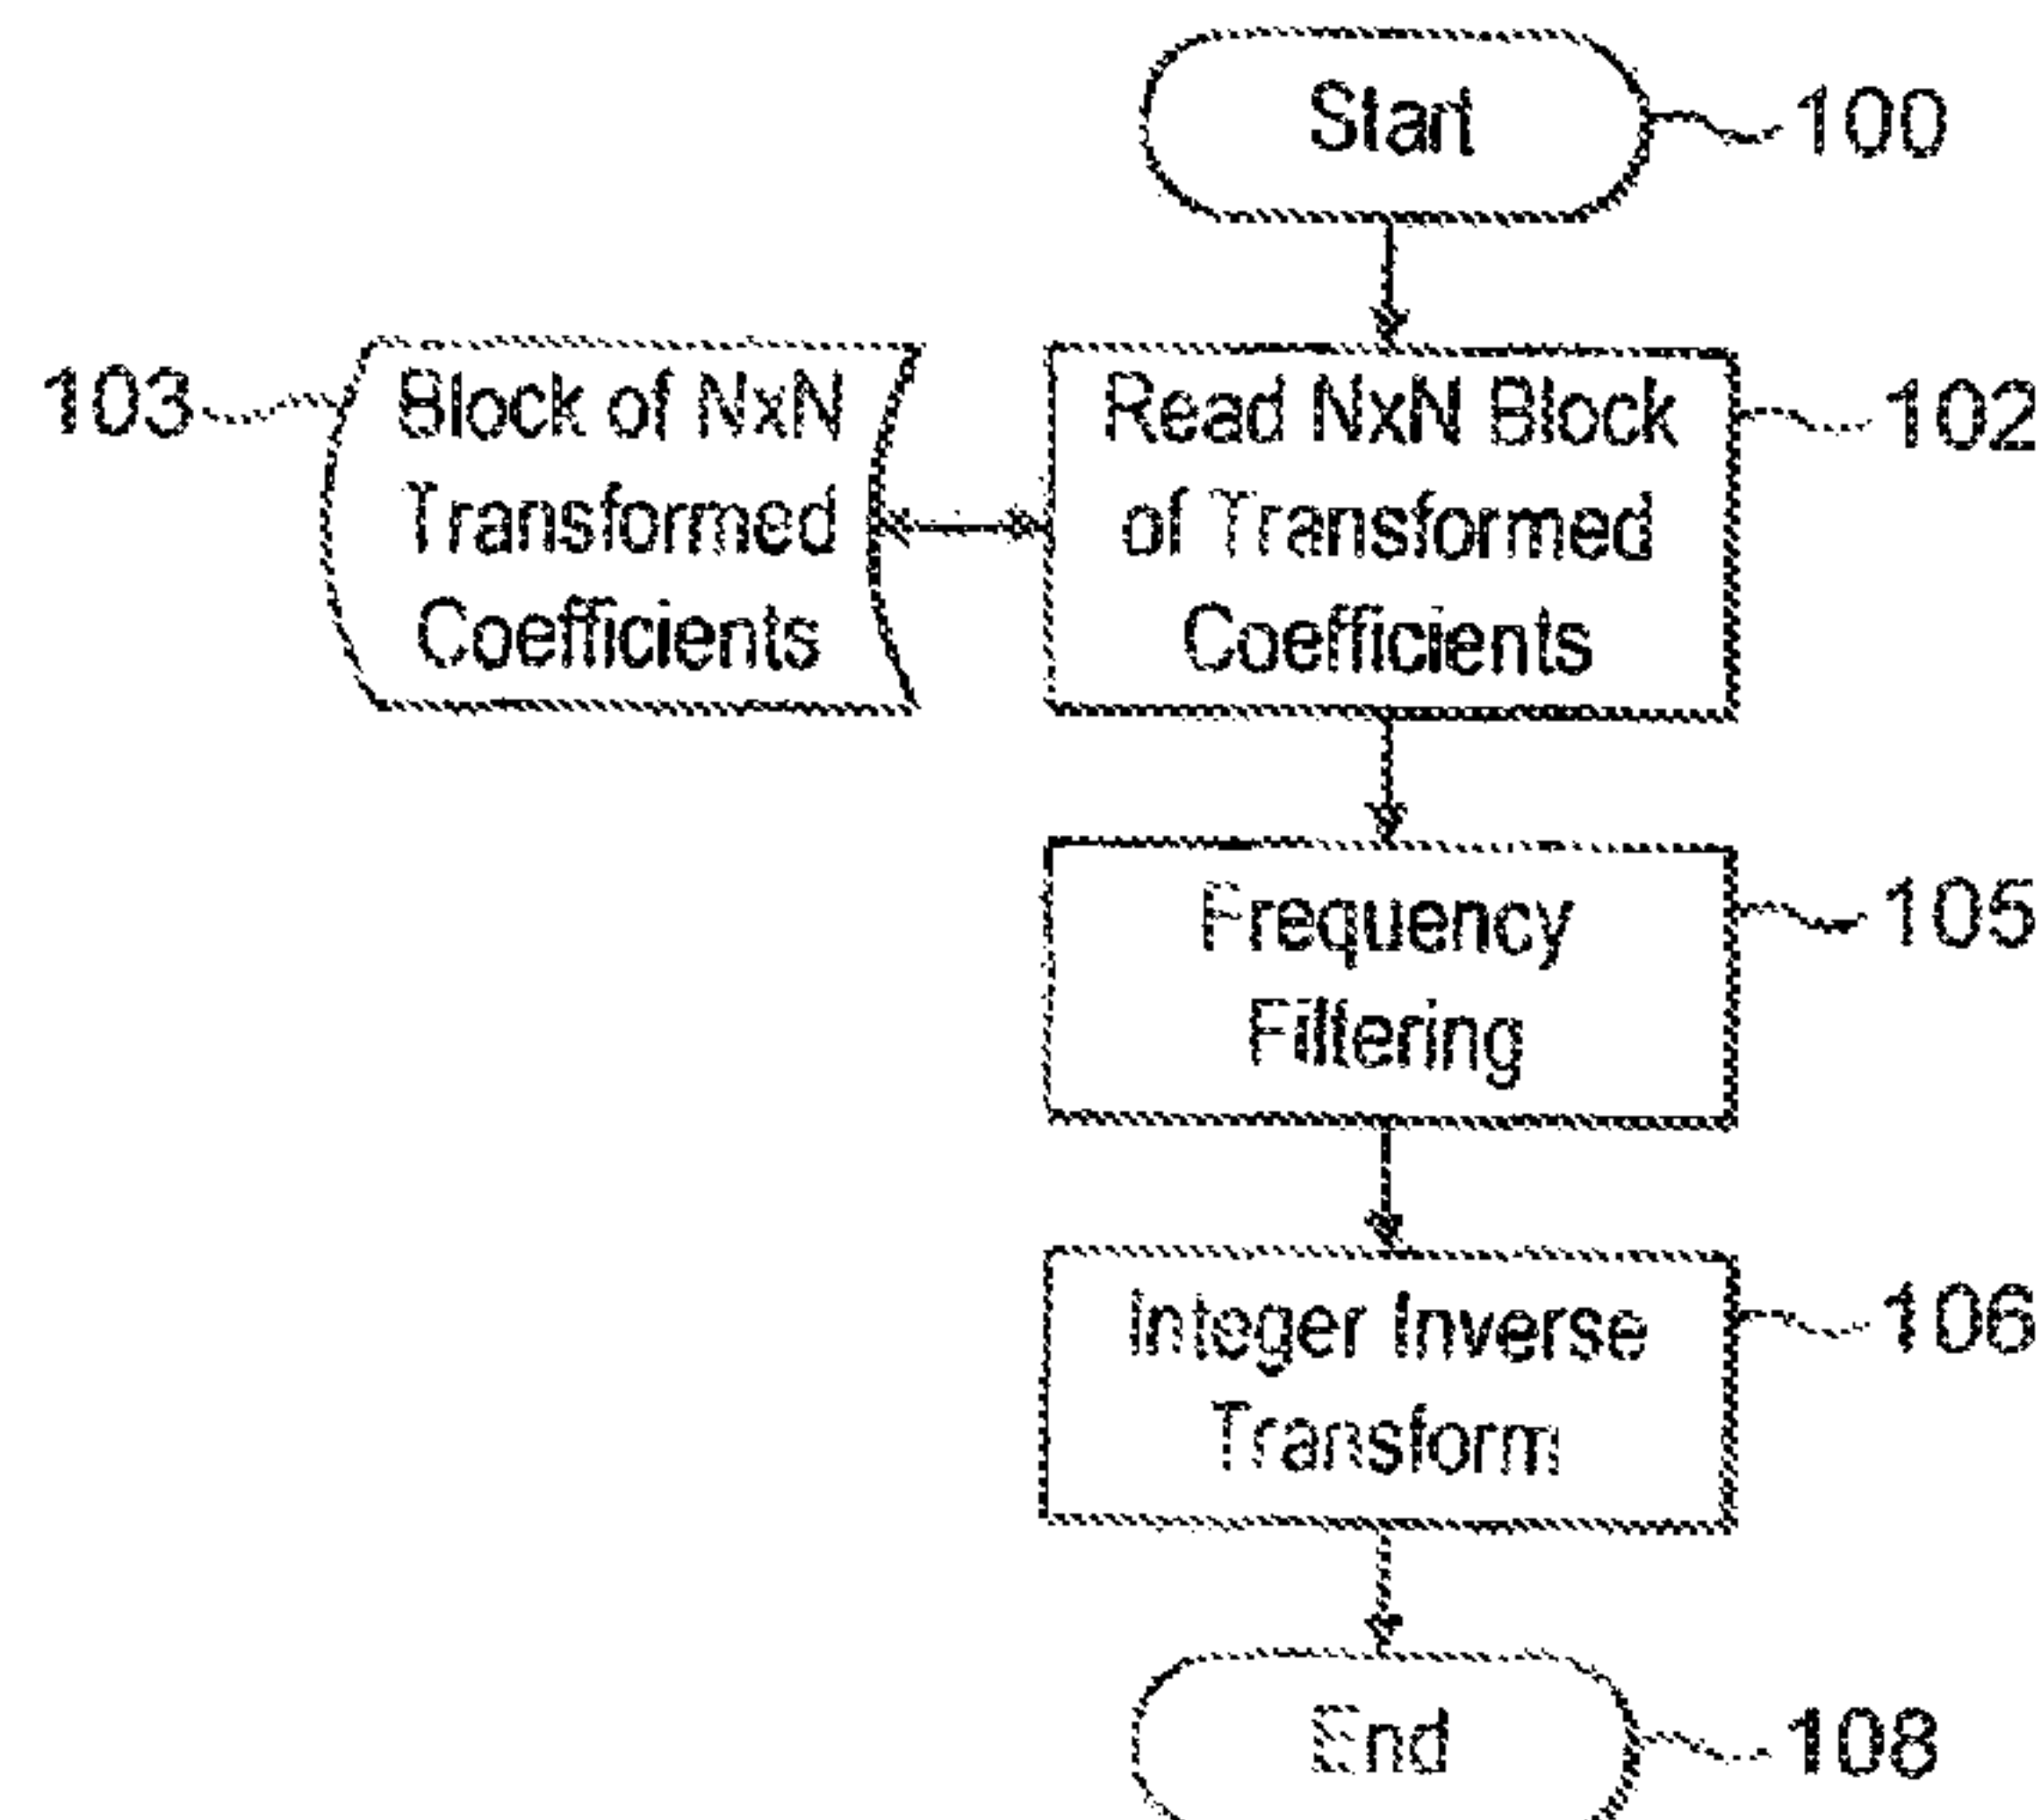 Start
100
103
Block of NxN
Transformed
Coefficients
Read NxN Block
of Transformed
Coefficients
102
Frequency
Filtering
105
Integer Inverse
Transform
106
End
108